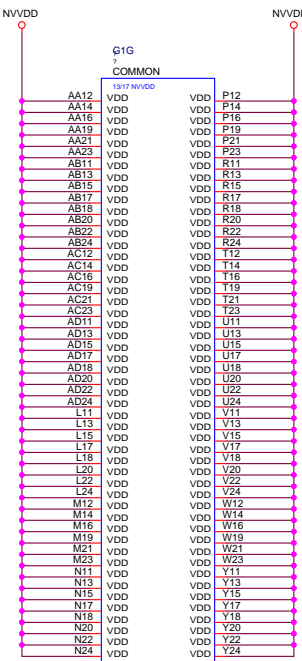 NVVDD NVVDD
G1G
?
COMMON
13/17 NVVDD
AA12 VDD VDD P12
AA14 VDD VDD P14
AA16 VDD VDD P16
AA19 VDD VDD P19
AA21 VDD VDD P21
AA23 VDD VDD P23
AB11 VDD VDD R11
AB13 VDD VDD R13
AB15 VDD VDD R15
AB17 VDD VDD R17
AB18 VDD VDD R18
AB20 VDD VDD R20
AB22 VDD VDD R22
AB24 VDD VDD R24
AC12 VDD VDD T12
AC14 VDD VDD T14
AC16 VDD VDD T16
AC19 VDD VDD T19
AC21 VDD VDD T21
AC23 VDD VDD T23
AD11 VDD VDD U11
AD13 VDD VDD U13
AD15 VDD VDD U15
AD17 VDD VDD U17
AD18 VDD VDD U18
AD20 VDD VDD U20
AD22 VDD VDD U22
AD24 VDD VDD U24
L11 VDD VDD V11
L13 VDD VDD V13
L15 VDD VDD V15
L17 VDD VDD V17
L18 VDD VDD V18
L20 VDD VDD V20
L22 VDD VDD V22
L24 VDD VDD V24
M12 VDD VDD W12
M14 VDD VDD W14
M16 VDD VDD W16
M19 VDD VDD W19
M21 VDD VDD W21
M23 VDD VDD W23
N11 VDD VDD Y11
N13 VDD VDD Y13
N15 VDD VDD Y15
N17 VDD VDD Y17
N18 VDD VDD Y18
N20 VDD VDD Y20
N22 VDD VDD Y22
N24 VDD VDD Y24